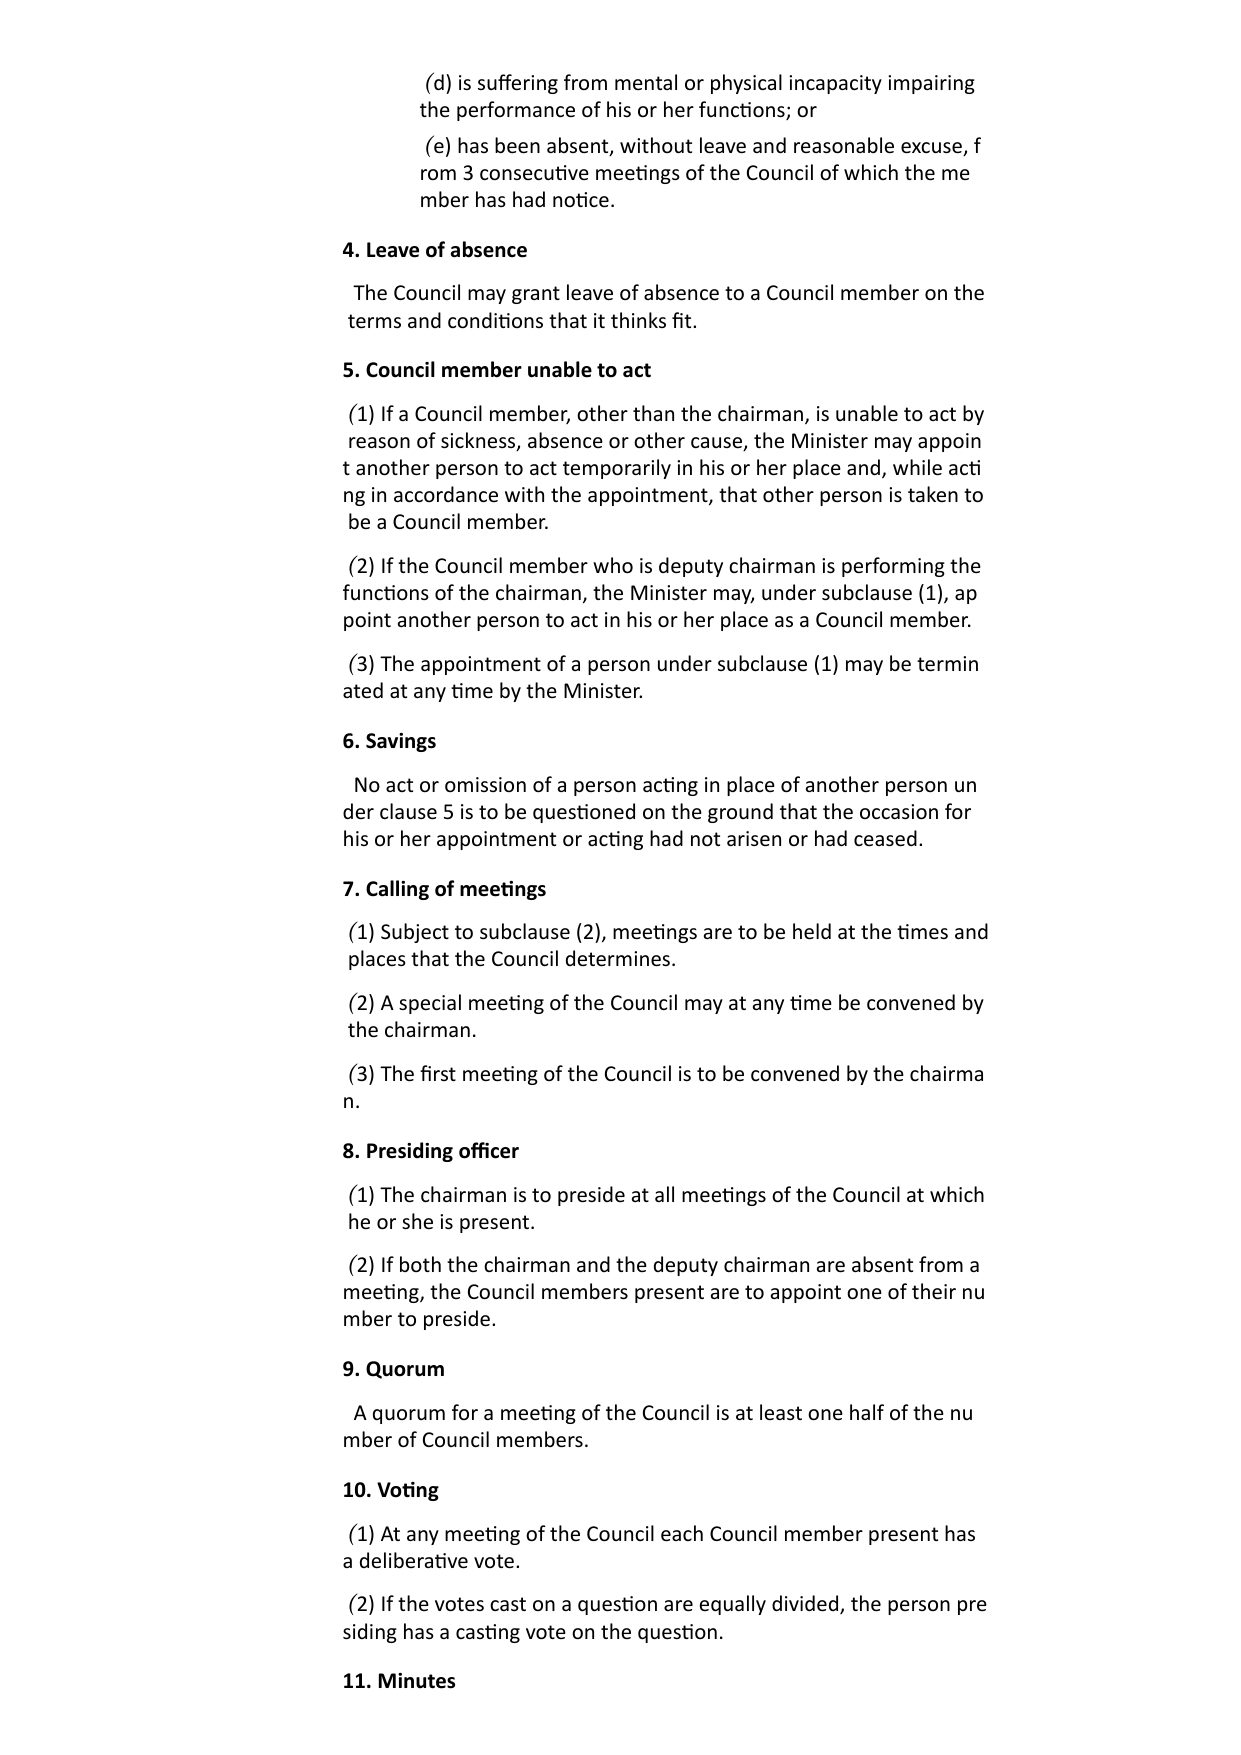 (d) is suffering from mental or physical incapacity impairing
the performance of his or her functions; or
(e) has been absent, without leave and reasonable excuse, f
rom 3 consecutive meetings of the Council of which the me
mber has had notice.
4. Leave of absence
The Council may grant leave of absence to a Council member on the
terms and conditions that it thinks fit.
5. Council member unable to act
(1) If a Council member, other than the chairman, is unable to act by
reason of sickness, absence or other cause, the Minister may appoin
t another person to act temporarily in his or her place and, while acti
ng in accordance with the appointment, that other person is taken to
be a Council member.
(2) If the Council member who is deputy chairman is performing the
functions of the chairman, the Minister may, under subclause (1), ap
point another person to act in his or her place as a Council member.
(3) The appointment of a person under subclause (1) may be termin
ated at any time by the Minister.
6. Savings
No act or omission of a person acting in place of another person un
der clause 5 is to be questioned on the ground that the occasion for
his or her appointment or acting had not arisen or had ceased.
7. Calling of meetings
(1) Subject to subclause (2), meetings are to be held at the times and
places that the Council determines.
(2) A special meeting of the Council may at any time be convened by
the chairman.
(3) The first meeting of the Council is to be convened by the chairma
n.
8. Presiding officer
(1) The chairman is to preside at all meetings of the Council at which
he or she is present.
(2) If both the chairman and the deputy chairman are absent from a
meeting, the Council members present are to appoint one of their nu
mber to preside.
9. Quorum
A quorum for a meeting of the Council is at least one half of the nu
mber of Council members.
10. Voting
(1) At any meeting of the Council each Council member present has
a deliberative vote.
(2) If the votes cast on a question are equally divided, the person pre
siding has a casting vote on the question.
11. Minutes